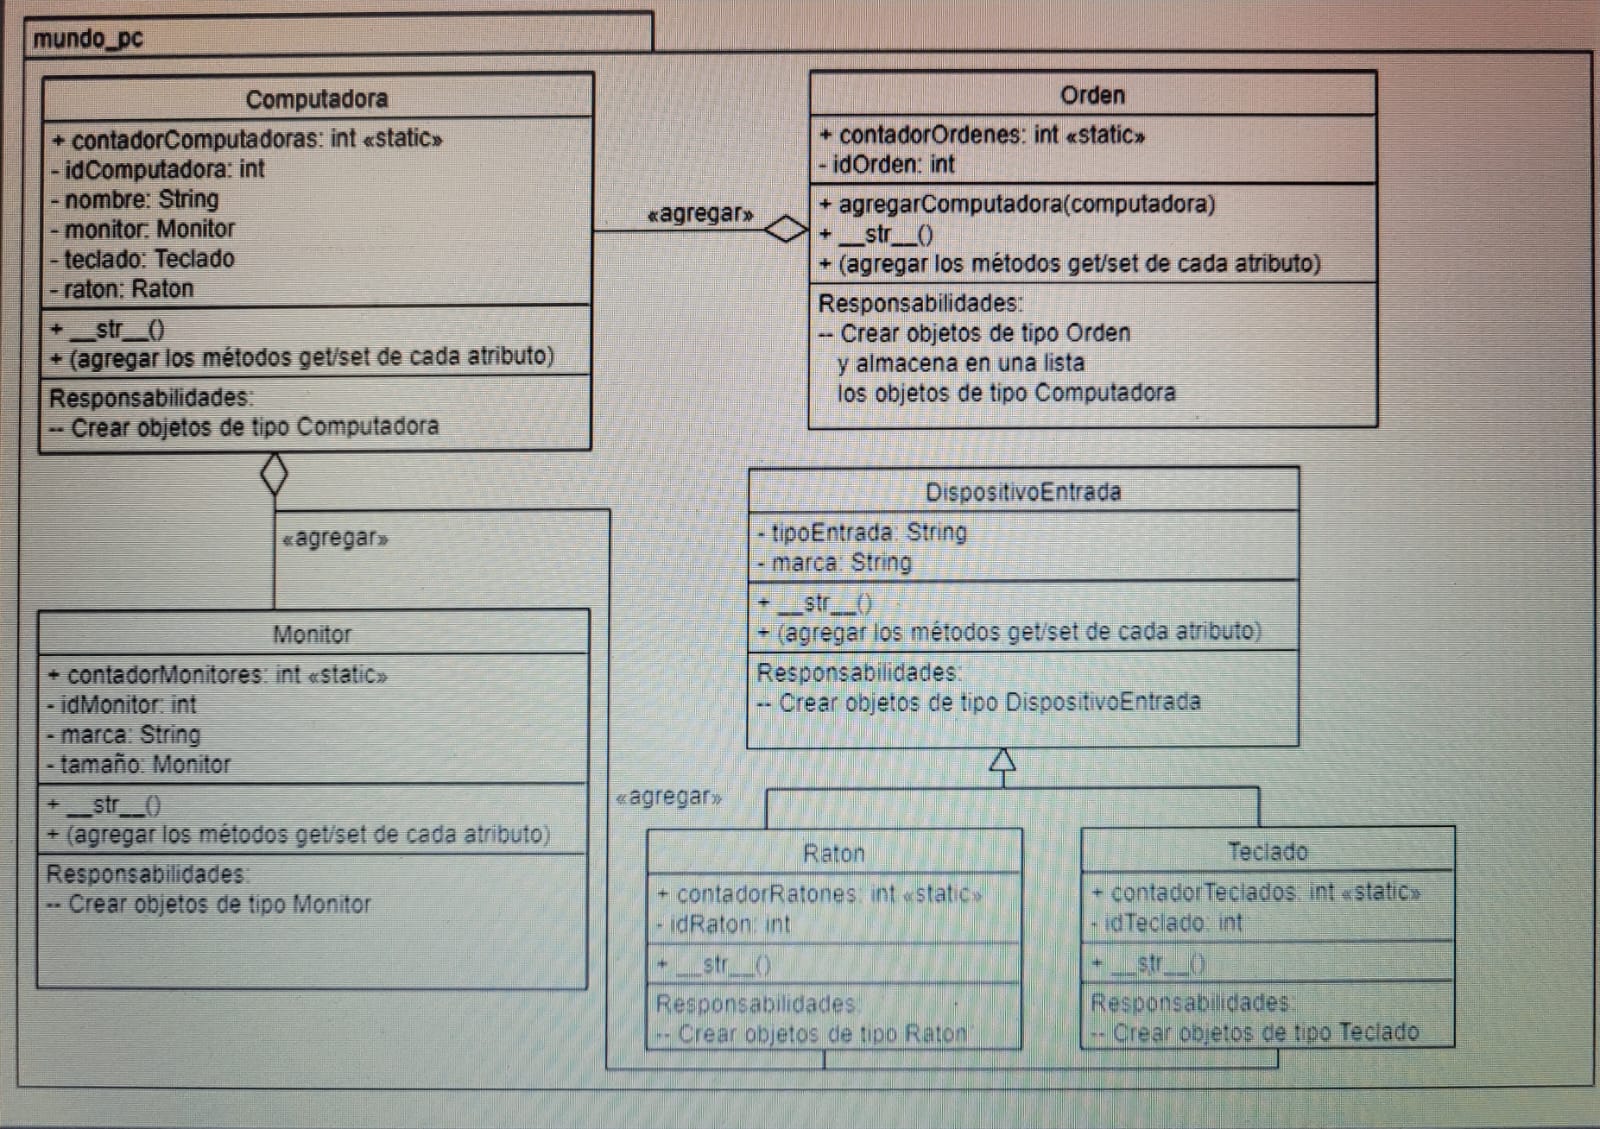 mundo_pc
Computadora
+ contadorComputadoras: int «static»
- idComputadora: int
- nombre: String
- monitor: Monitor
- teclado: Teclado
- raton: Raton
+ __str__()
+ (agregar los métodos get/set de cada atributo)
Responsabilidades:
-- Crear objetos de tipo Computadora
«agregar»
Orden
+ contadorOrdenes: int «static»
- idOrden: int
+ agregarComputadora(computadora)
+ __str__()
+ (agregar los métodos get/set de cada atributo)
Responsabilidades:
-- Crear objetos de tipo Orden
y almacena en una lista
los objetos de tipo Computadora
«agregar»
DispositivoEntrada
- tipoEntrada: String
- marca: String
+ __str__()
+ (agregar los métodos get/set de cada atributo)
Responsabilidades:
-- Crear objetos de tipo DispositivoEntrada
Monitor
+ contadorMonitores: int «static»
- idMonitor: int
- marca: String
- tamaño: Monitor
+ __str__()
+ (agregar los métodos get/set de cada atributo)
Responsabilidades:
-- Crear objetos de tipo Monitor
«agregar»
Raton
+ contadorRatones: int «static»
- idRaton: int
+ __str__()
Responsabilidades:
-- Crear objetos de tipo Raton
Teclado
+ contadorTeclados: int «static»
- idTeclado: int
+ __str__()
Responsabilidades:
-- Crear objetos de tipo Teclado